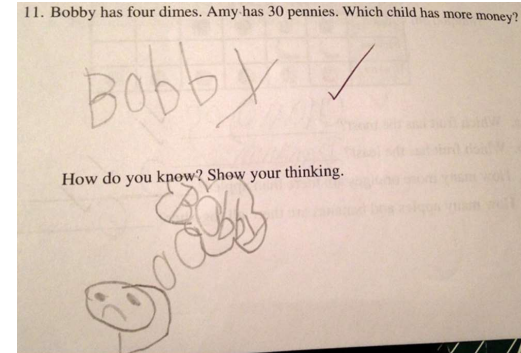 11. Bobby has four dimes. Amy has 30 pennies. Which child has more money?
Bobby
How do you know? Show your thinking.
Bobby